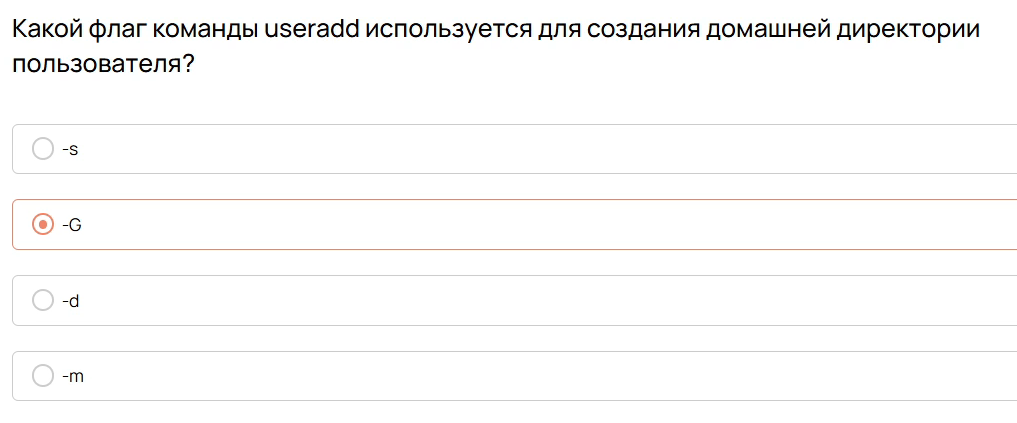 Какой флаг команды useradd используется для создания домашней директории
пользователя?
-s
-G
-d
-m